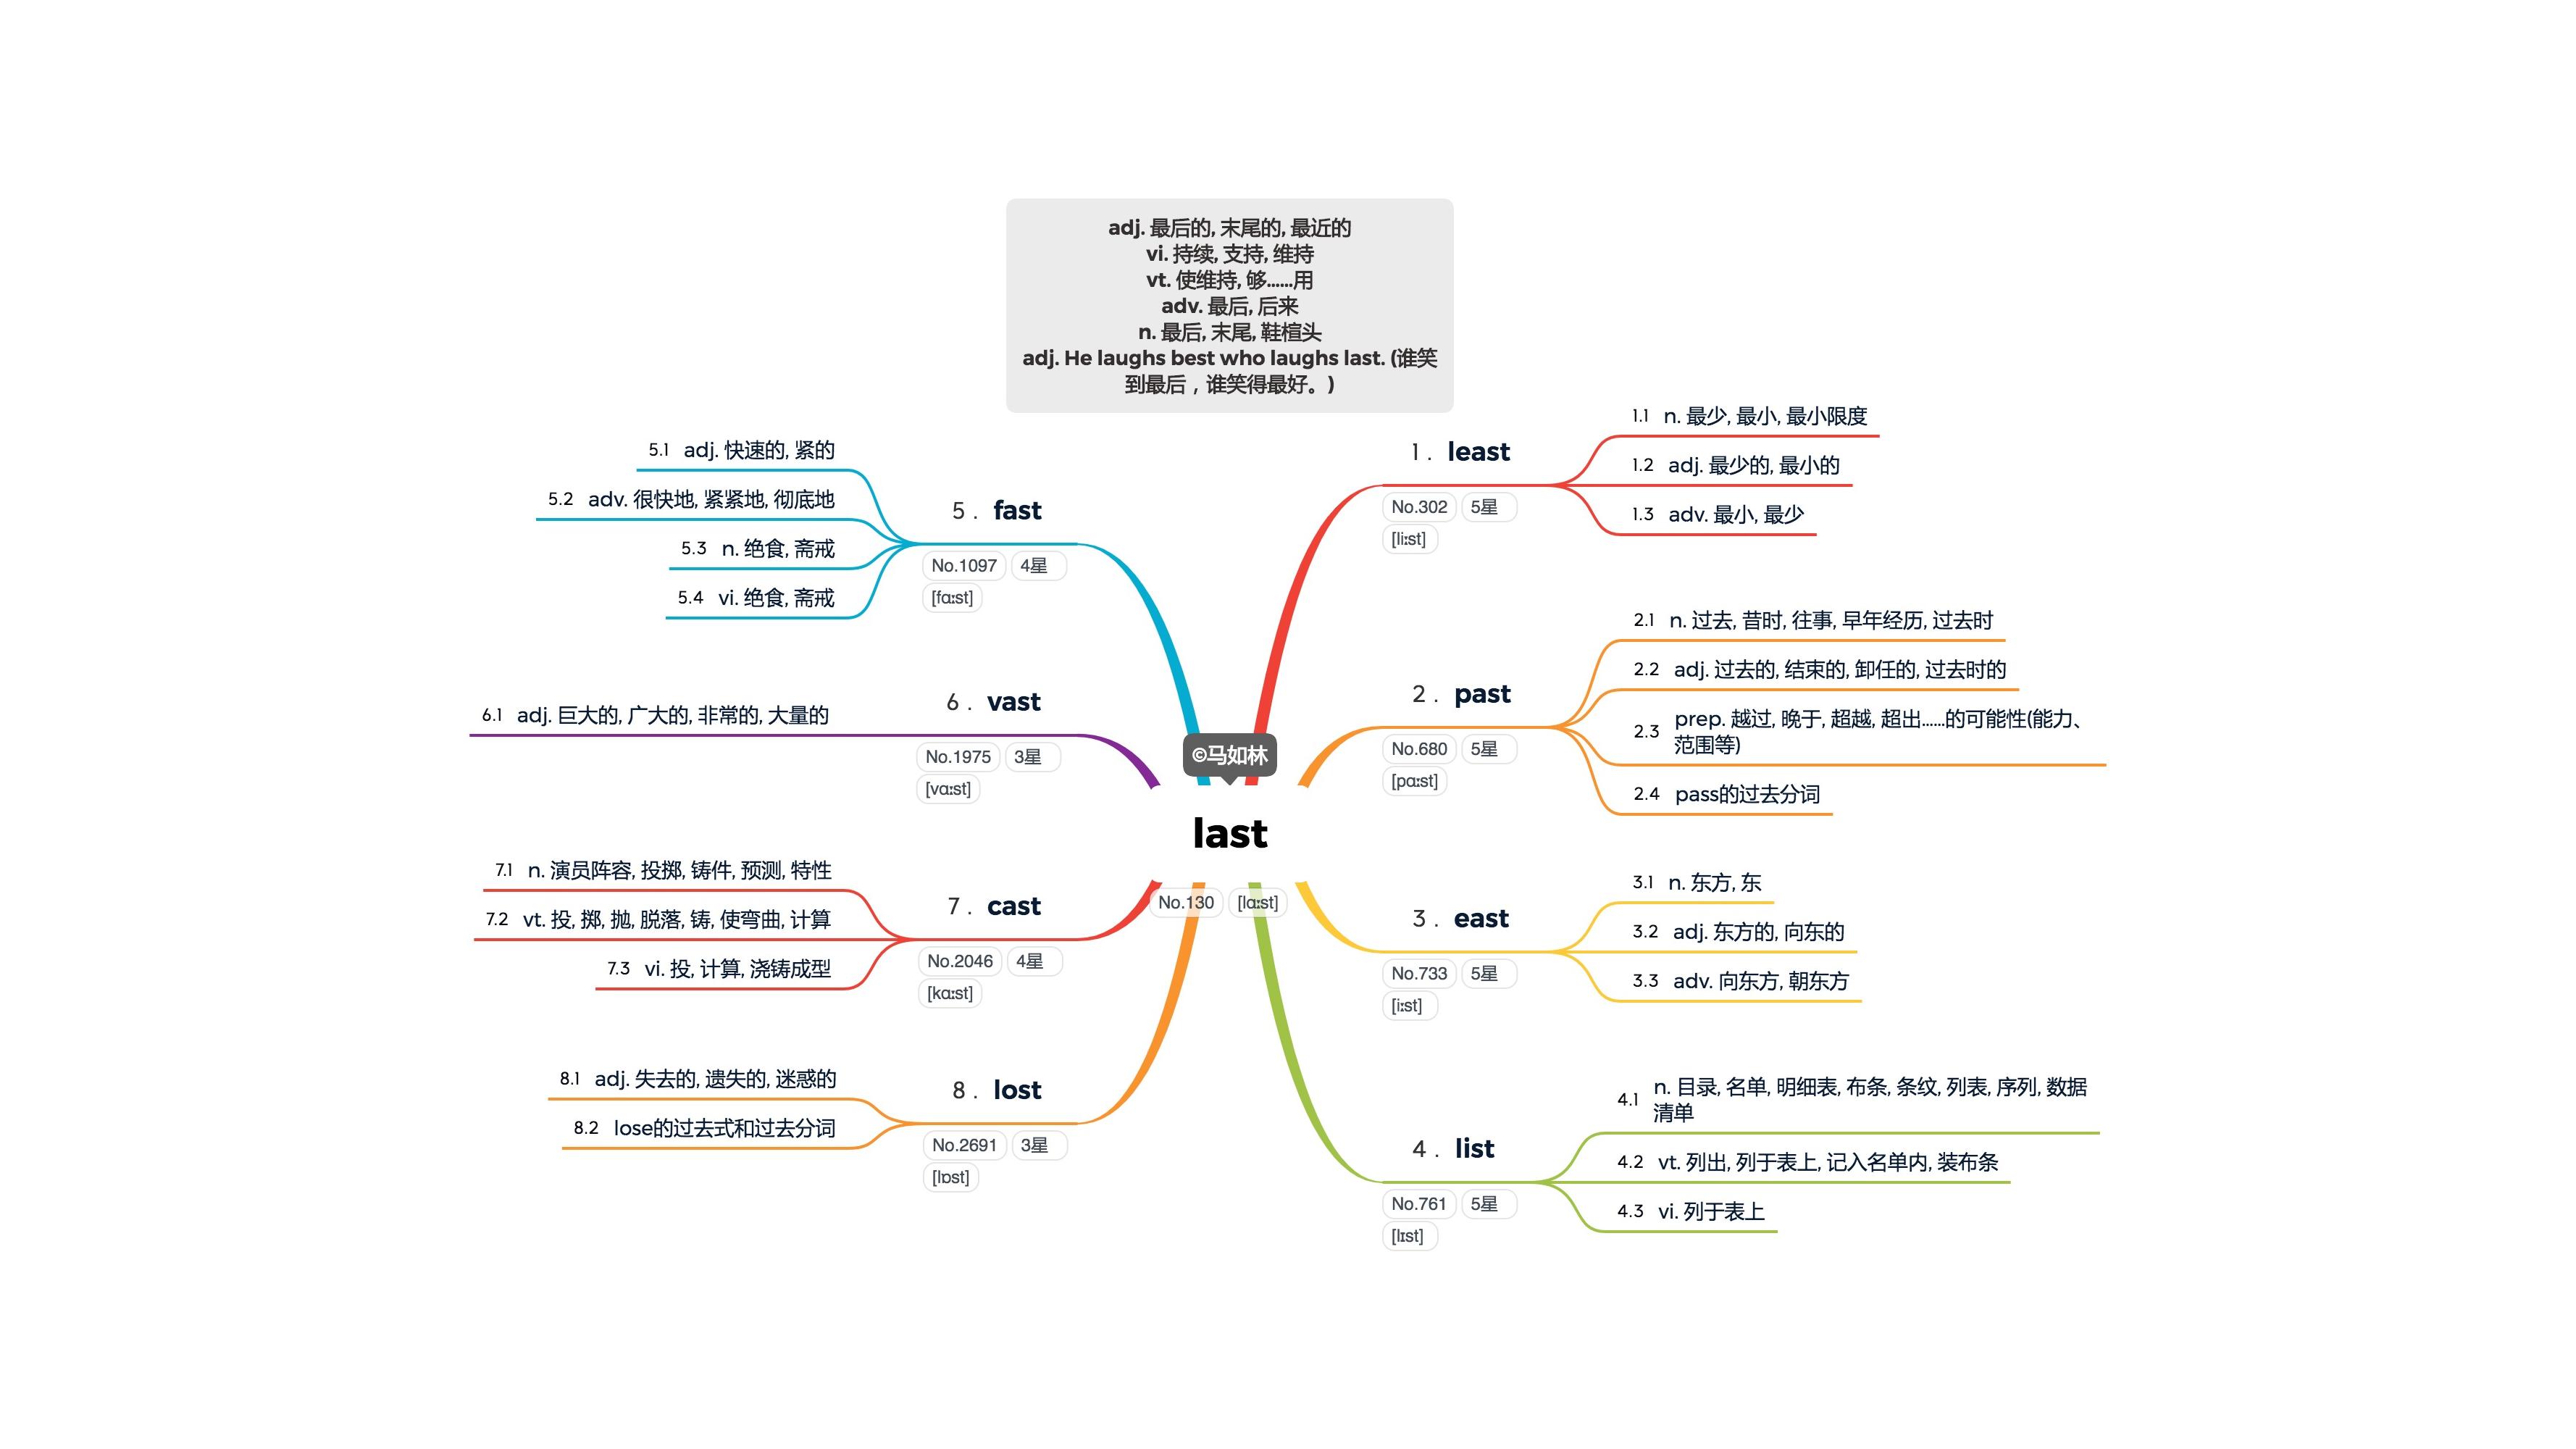 adj. 最后的, 末尾的, 最近的
vi. 持续, 支持, 维持
vt. 使维持, 够……用
adv. 最后, 后来
n. 最后, 末尾, 鞋楦头
adj. He laughs best who laughs last. (谁笑
到最后，谁笑得最好。)
©马如林
last
No.130 [lɑːst]
1. least
No.302 5星
[liːst]
1.1 n. 最少, 最小, 最小限度
1.2 adj. 最少的, 最小的
1.3 adv. 最小, 最少
2. past
No.680 5星
[pɑːst]
2.1 n. 过去, 昔时, 往事, 早年经历, 过去时
2.2 adj. 过去的, 结束的, 卸任的, 过去时的
2.3 prep. 越过, 晚于, 超越, 超出……的可能性(能力、
范围等)
2.4 pass的过去分词
3. east
No.733 5星
[iːst]
3.1 n. 东方, 东
3.2 adj. 东方的, 向东的
3.3 adv. 向东方, 朝东方
4. list
No.761 5星
[lɪst]
4.1 n. 目录, 名单, 明细表, 布条, 条纹, 列表, 序列, 数据
清单
4.2 vt. 列出, 列于表上, 记入名单内, 装布条
4.3 vi. 列于表上
5. fast
No.1097 4星
[fɑːst]
5.1 adj. 快速的, 紧的
5.2 adv. 很快地, 紧紧地, 彻底地
5.3 n. 绝食, 斋戒
5.4 vi. 绝食, 斋戒
6. vast
No.1975 3星
[vɑːst]
6.1 adj. 巨大的, 广大的, 非常的, 大量的
7. cast
No.2046 4星
[kɑːst]
7.1 n. 演员阵容, 投掷, 铸件, 预测, 特性
7.2 vt. 投, 掷, 抛, 脱落, 铸, 使弯曲, 计算
7.3 vi. 投, 计算, 浇铸成型
8. lost
No.2691 3星
[lɒst]
8.1 adj. 失去的, 遗失的, 迷惑的
8.2 lose的过去式和过去分词